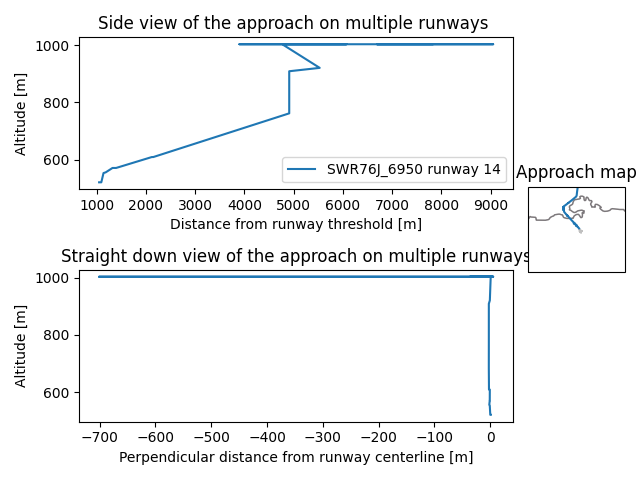 Side view of the approach on multiple runways
Altitude [m]
1000
800
600
SWR76J_6950 runway 14
1000 2000 3000 4000 5000 6000 7000 8000 9000
Distance from runway threshold [m]
Approach map
Straight down view of the approach on multiple runways
Altitude [m]
1000
800
600
−700 −600 −500 −400 −300 −200 −100 0
Perpendicular distance from runway centerline [m]